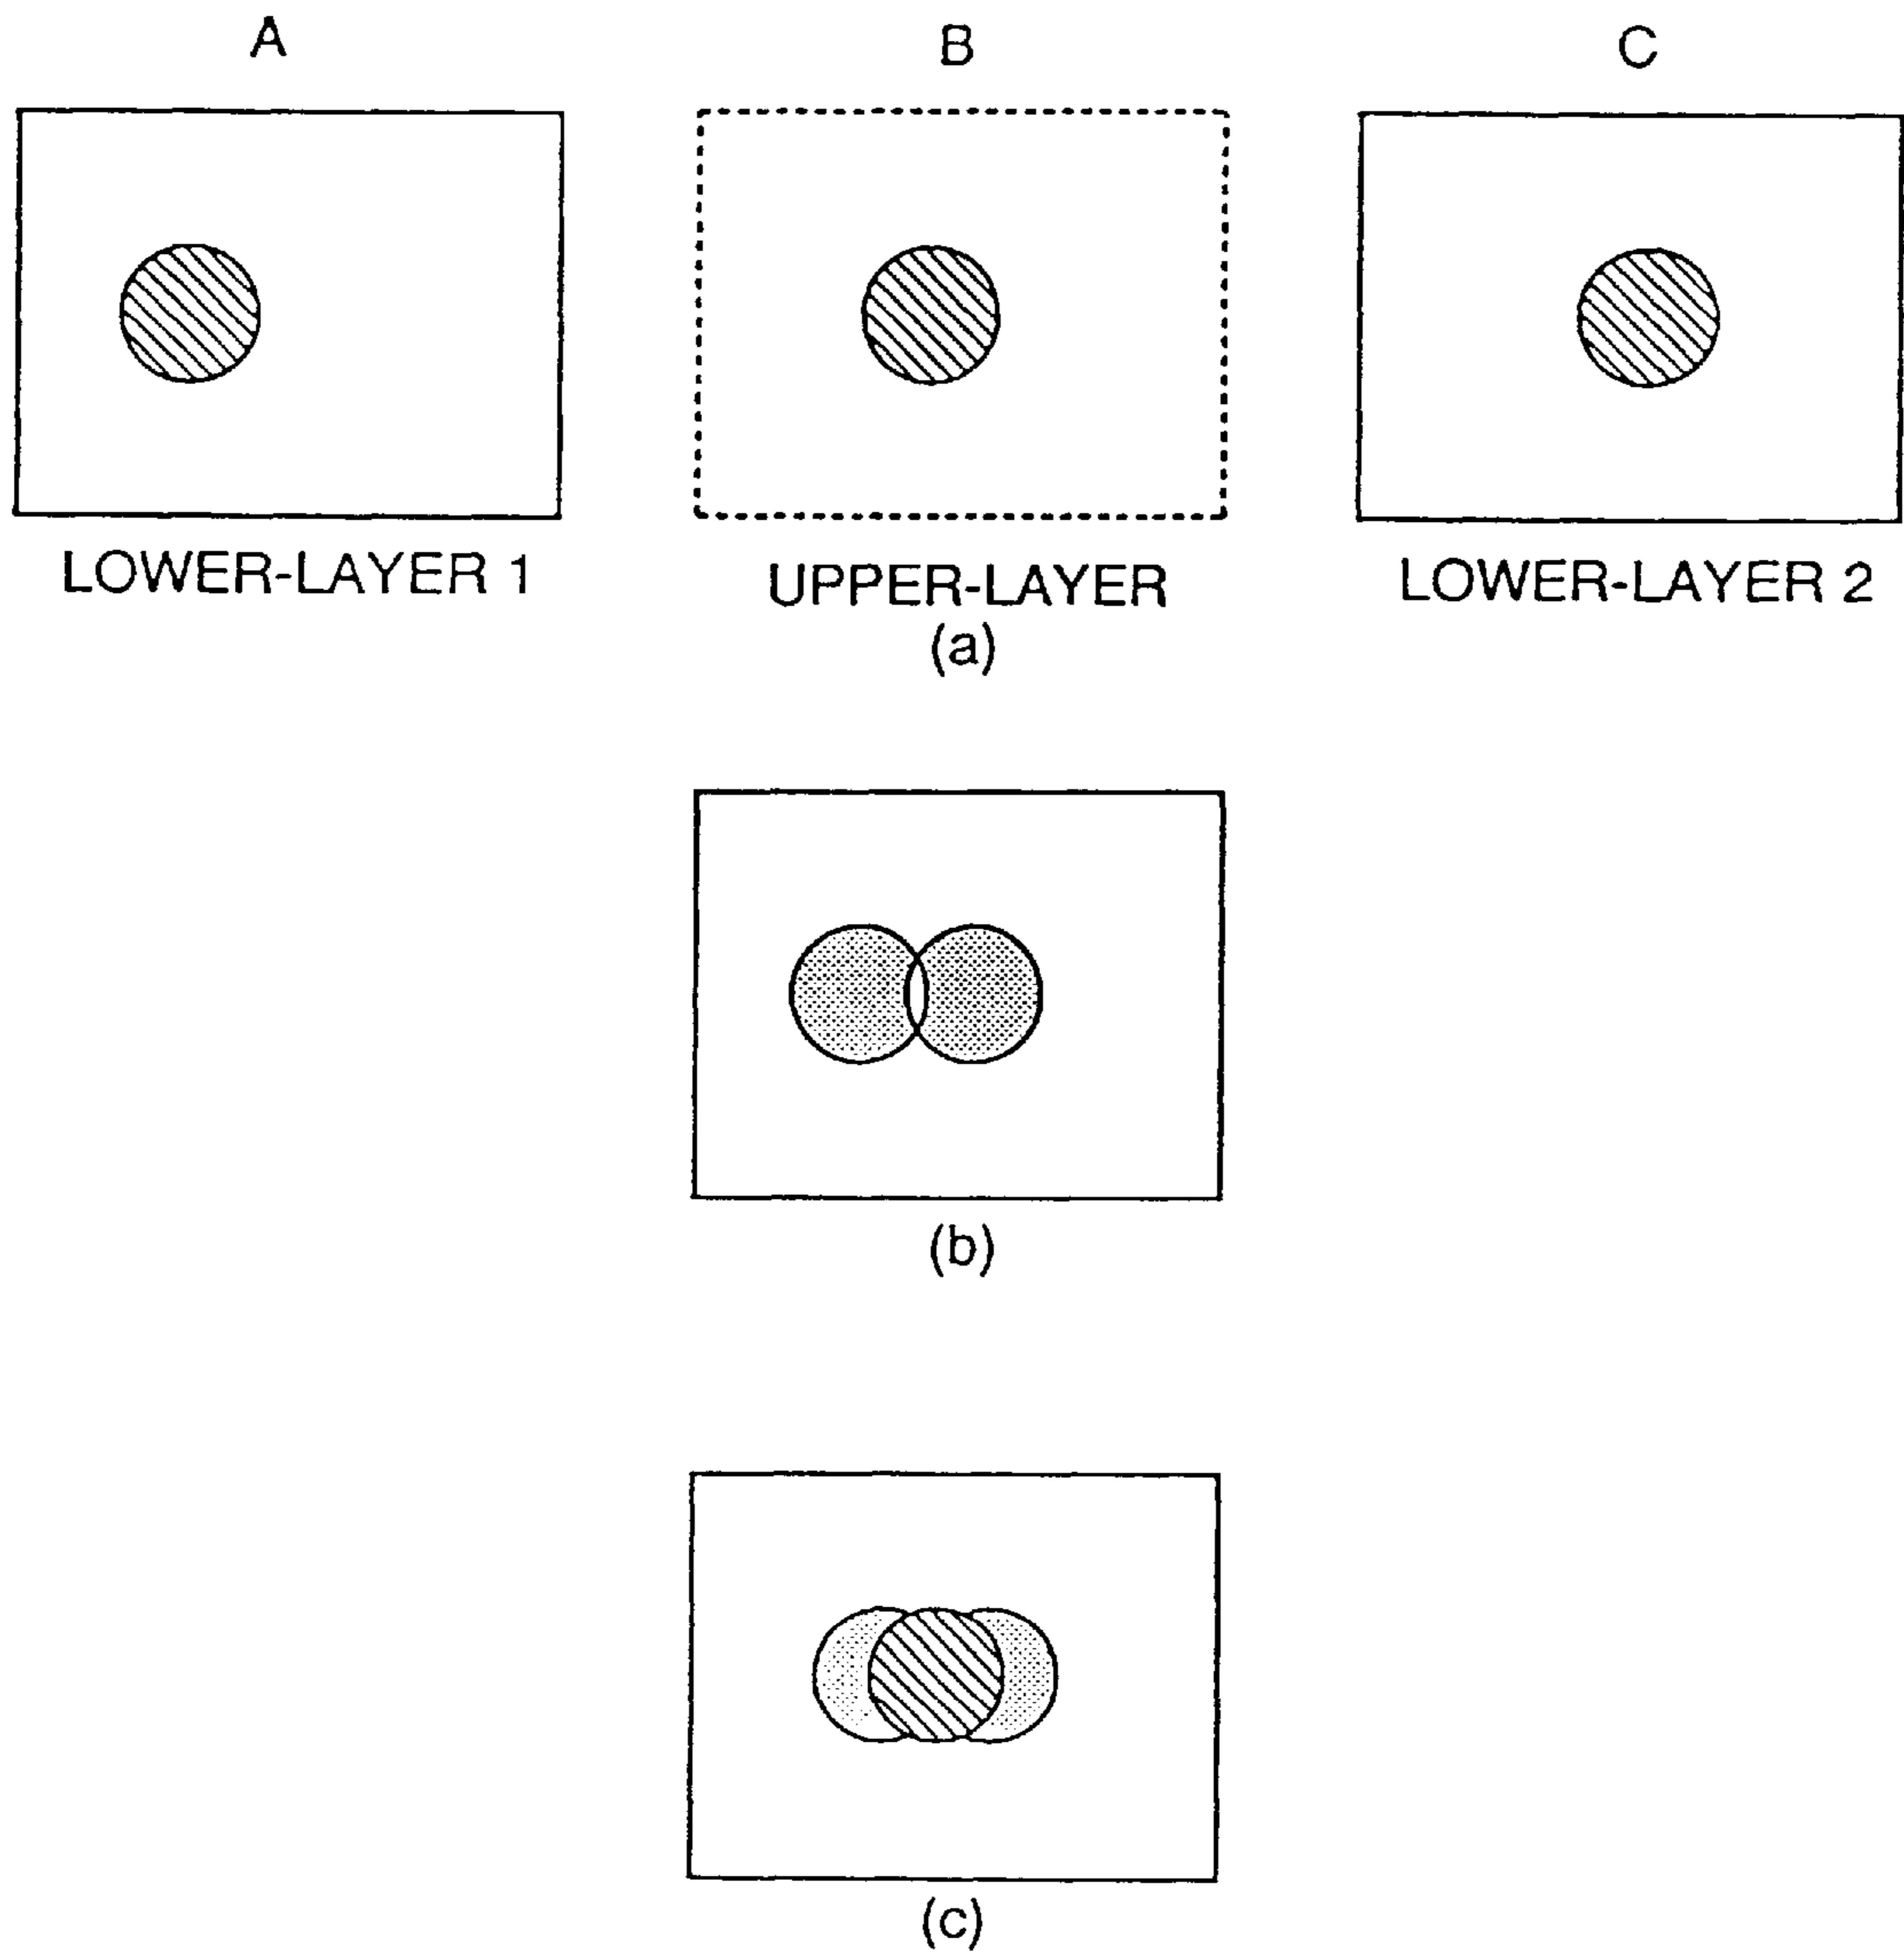 A
B
C
LOWER-LAYER 1
UPPER-LAYER
LOWER-LAYER 2
(a)
(b)
(c)